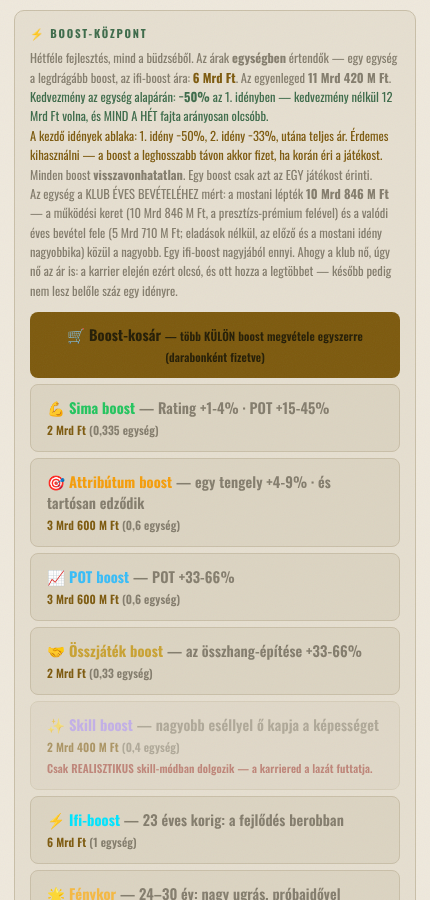 ⚡ BOOST-KÖZPONT
Hétféle fejlesztés, mind a büdzséből. Az árak egységben értendők — egy egység
a legdrágább boost, az ifi-boost ára: 6 Mrd Ft. Az egyenleged 11 Mrd 420 M Ft.
Kedvezmény az egység alapárán: −50% az 1. idényben — kedvezmény nélkül 12
Mrd Ft volna, és MIND A HÉT fajta arányosan olcsóbb.
A kezdő idények ablaka: 1. idény −50%, 2. idény −33%, utána teljes ár. Érdemes
kihasználni — a boost a leghosszabb távon akkor fizet, ha korán éri a játékost.
Minden boost visszavonhatatlan. Egy boost csak azt az EGY játékost érinti.
Az egység a KLUB ÉVES BEVÉTELÉHEZ mért: a mostani lépték 10 Mrd 846 M Ft
— a működési keret (10 Mrd 846 M Ft, a presztízs-prémium felével) és a valódi
éves bevétel fele (5 Mrd 710 M Ft; eladások nélkül, az előző és a mostani idény
nagyobbika) közül a nagyobb. Egy ifi-boost nagyjából ennyi. Ahogy a klub nő, úgy
nő az ár is: a karrier elején ezért olcsó, és ott hozza a legtöbbet — később pedig
nem lesz belőle száz egy idényre.
🛒 Boost-kosár — több KÜLÖN boost megvétele egyszerre
(darabonként fizetve)
💪 Sima boost — Rating +1-4% · POT +15-45%
2 Mrd Ft (0,335 egység)
🎯 Attribútum boost — egy tengely +4-9% · és
tartósan edződik
3 Mrd 600 M Ft (0,6 egység)
📈 POT boost — POT +33-66%
3 Mrd 600 M Ft (0,6 egység)
🤝 Összjáték boost — az összhang-építése +33-66%
2 Mrd Ft (0,33 egység)
✨ Skill boost — nagyobb eséllyel ő kapja a képességet
2 Mrd 400 M Ft (0,4 egység)
Csak REALISZTIKUS skill-módban dolgozik — a karriered a lazát futtatja.
⚡ Ifi-boost — 23 éves korig: a fejlődés berobban
6 Mrd Ft (1 egység)
🌟 Fénykor — 24–30 év: nagy ugrás, próbaidővel